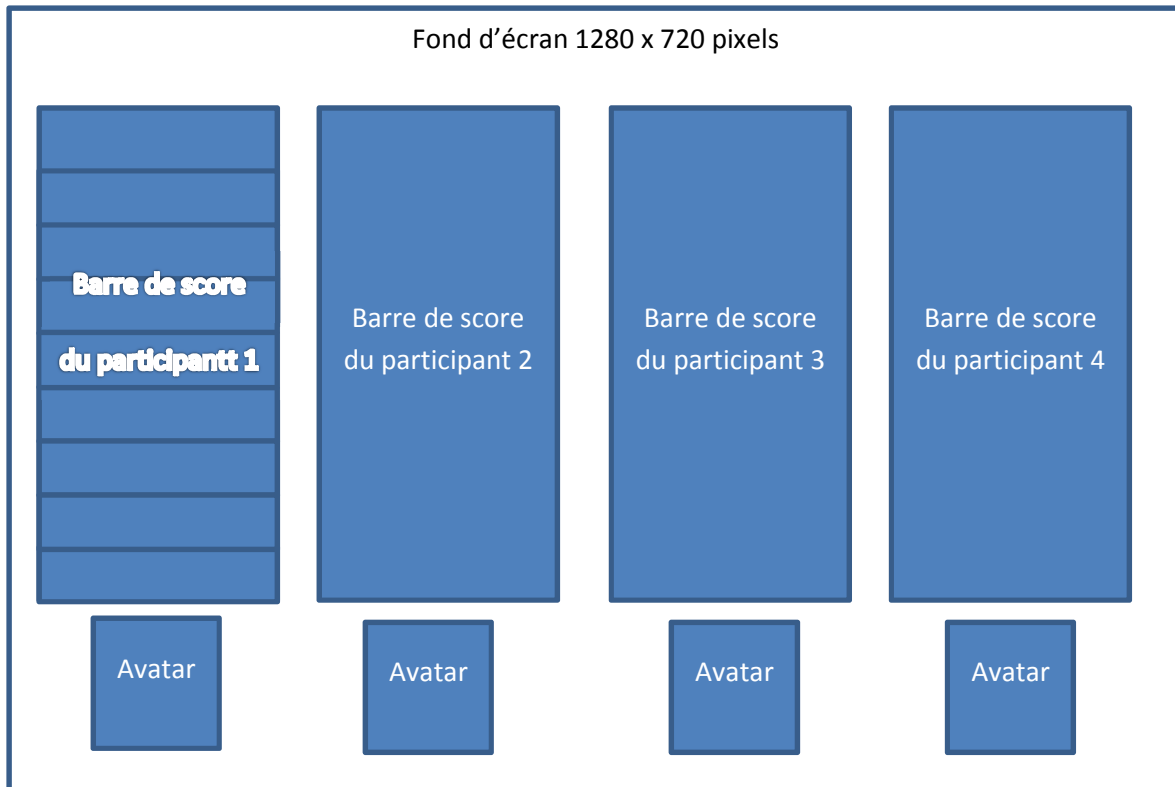 Fond d’écran 1280 x 720 pixels
Barre de score
du participantt 1
Barre de score
du participant 2
Barre de score
du participant 3
Barre de score
du participant 4
Avatar
Avatar
Avatar
Avatar